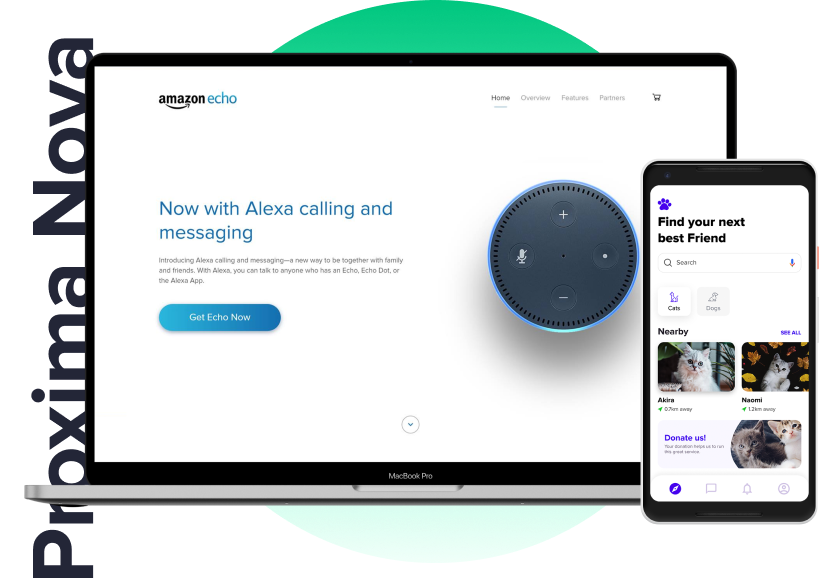 Proxima Nova
amazon echo
Home Overview Features Partners
Now with Alexa calling and
messaging
Introducing Alexa calling and messaging—a new way to be together with family
and friends. With Alexa, you can talk to anyone who has an Echo, Echo Dot, or
the Alexa App.
Get Echo Now
MacBook Pro
Find your next
best Friend
Search
Cats Dogs
Nearby SEE ALL
Akira Naomi
0.7km away 1.2km away
Donate us!
Your donation helps us to run
this great service.